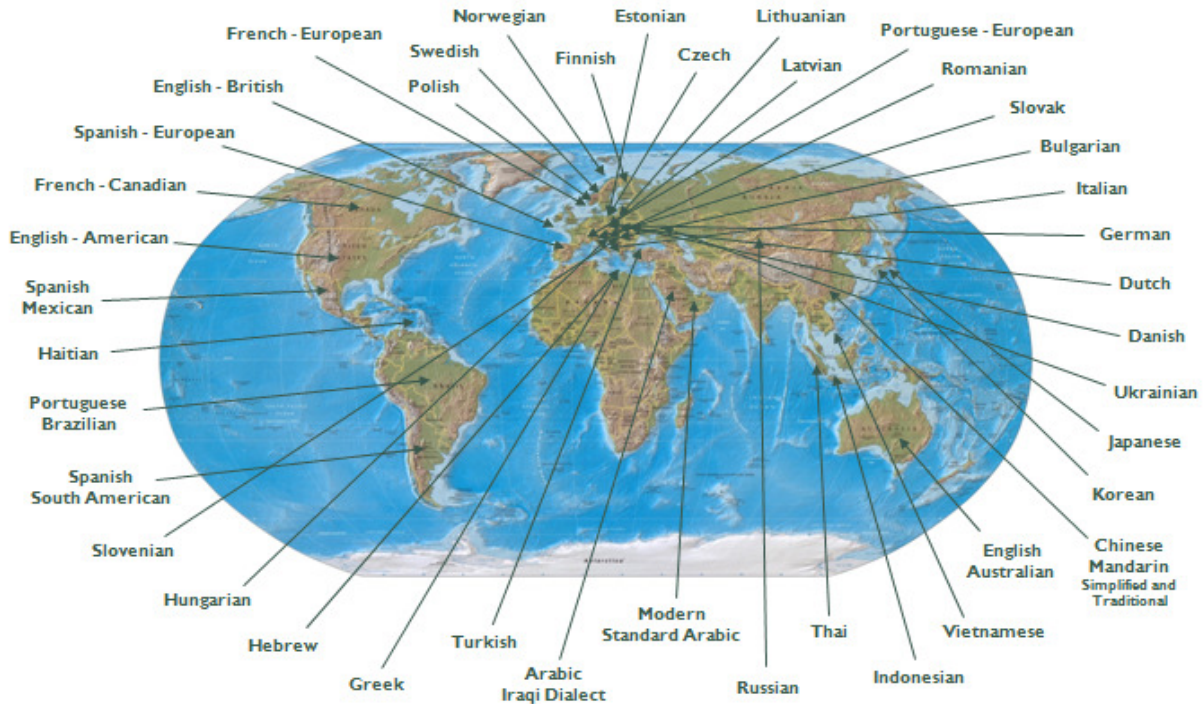 Norwegian
Estonian
Lithuanian
French - European
Portuguese - European
Swedish
Finnish
Czech
Latvian
Romanian
English - British
Polish
Slovak
Spanish - European
Bulgarian
French - Canadian
Italian
English - American
German
Spanish
Mexican
Dutch
Haitian
Danish
Portuguese
Brazilian
Ukrainian
Japanese
Spanish
South American
Korean
Slovenian
English
Australian
Chinese
Mandarin
Simplified and
Traditional
Hungarian
Hebrew
Turkish
Modern
Standard Arabic
Thai
Vietnamese
Greek
Arabic
Iraqi Dialect
Russian
Indonesian